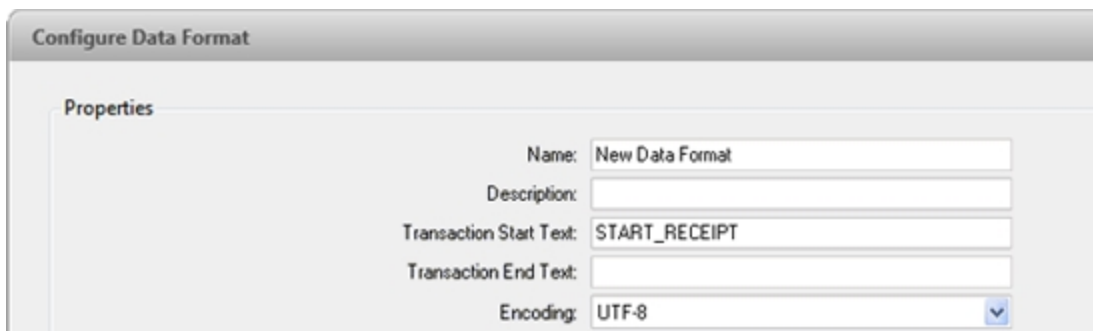 Configure Data Format
Properties
Name: New Data Format
Description:
Transaction Start Text: START_RECEIPT
Transaction End Text:
Encoding: UTF-8